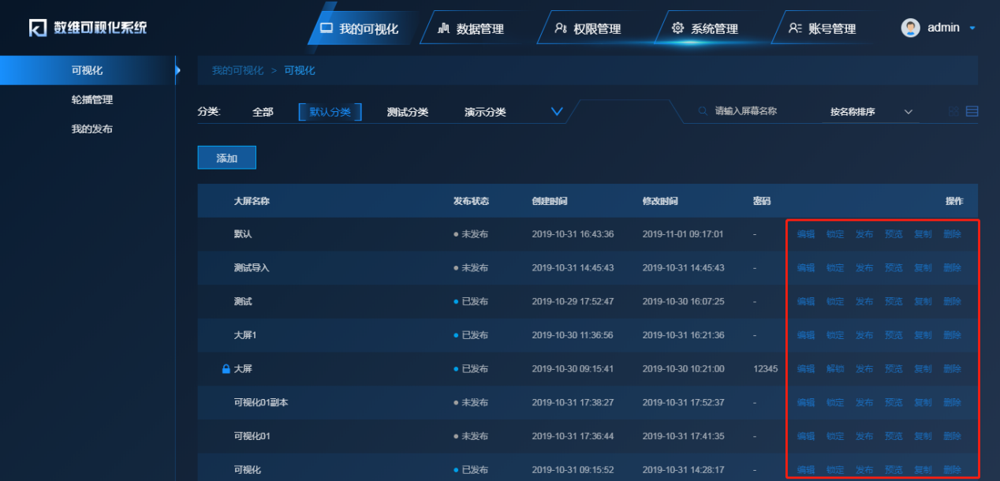 数维可视化系统 我的可视化 数据管理 权限管理 系统管理 账号管理 admin
可视化
轮播管理
我的发布
我的可视化 > 可视化
分类: 全部 默认分类 测试分类 演示分类 请输入屏幕名称 按名称排序
添加
大屏名称 发布状态 创建时间 修改时间 密码 操作
默认 未发布 2019-10-31 16:43:36 2019-11-01 09:17:01 - 编辑 锁定 发布 预览 复制 删除
测试导入 未发布 2019-10-31 14:45:43 2019-10-31 14:45:43 - 编辑 锁定 发布 预览 复制 删除
测试 已发布 2019-10-29 17:52:47 2019-10-30 16:07:25 - 编辑 锁定 发布 预览 复制 删除
大屏1 已发布 2019-10-30 11:36:56 2019-10-31 16:21:36 - 编辑 锁定 发布 预览 复制 删除
大屏 已发布 2019-10-30 09:15:41 2019-10-30 10:21:00 12345 编辑 解锁 发布 预览 复制 删除
可视化01副本 未发布 2019-10-31 17:38:27 2019-10-31 17:52:37 - 编辑 锁定 发布 预览 复制 删除
可视化01 未发布 2019-10-31 17:36:44 2019-10-31 17:41:35 - 编辑 锁定 发布 预览 复制 删除
可视化 已发布 2019-10-31 09:15:52 2019-10-31 14:28:17 - 编辑 锁定 发布 预览 复制 删除